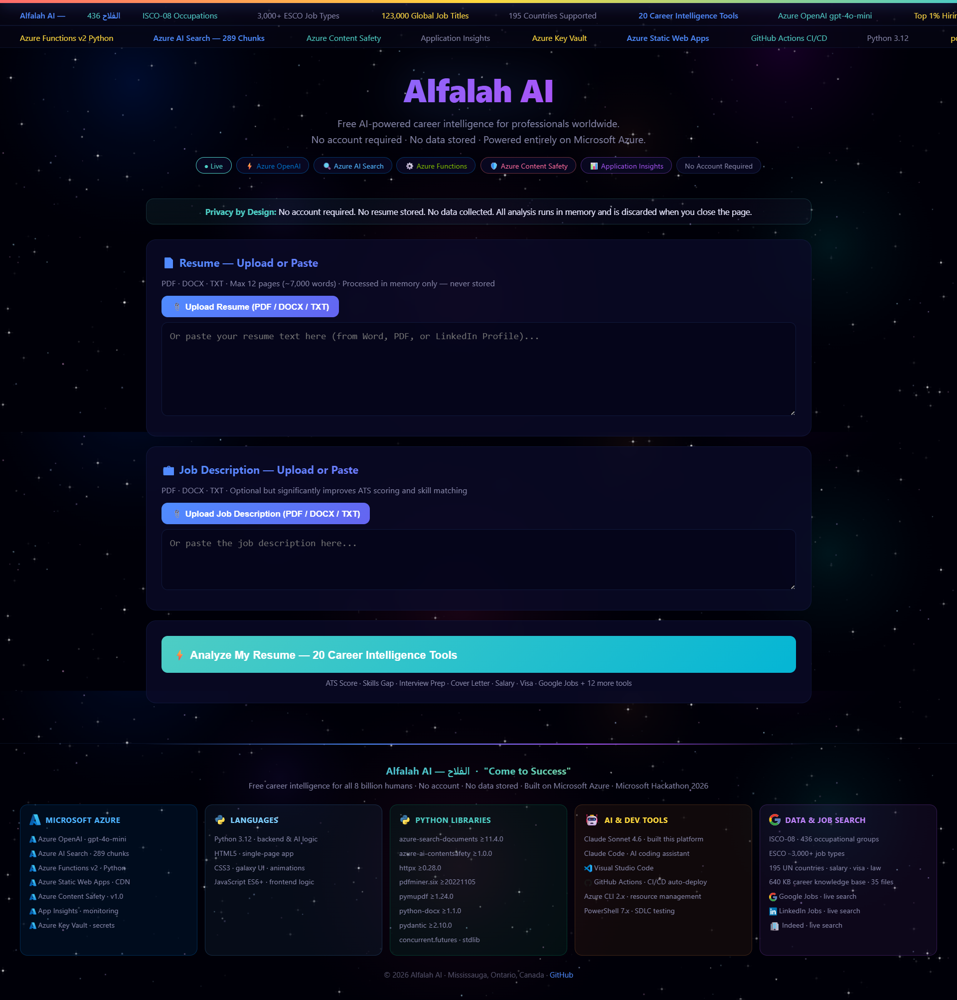 Alfalah AI — الفلاح 436 ISCO-08 Occupations 3,000+ ESCO Job Types 123,000 Global Job Titles 195 Countries Supported 20 Career Intelligence Tools Azure OpenAI gpt-4o-mini Top 1%
Azure Functions v2 Python Azure AI Search — 289 Chunks Azure Content Safety Application Insights Azure Key Vault Azure Static Web Apps GitHub Actions CI/CD Python 3.12
Alfalah AI
Free AI-powered career intelligence for professionals worldwide.
No account required · No data stored · Powered entirely on Microsoft Azure.
● Live Azure OpenAI Azure AI Search Azure Functions Azure Content Safety Application Insights No Account Required
Privacy by Design: No account required. No resume stored. No data collected. All analysis runs in memory and is discarded when you close the page.
Resume — Upload or Paste
PDF · DOCX · TXT · Max 12 pages (~7,000 words) · Processed in memory only — never stored
Upload Resume (PDF / DOCX / TXT)
Or paste your resume text here (from Word, PDF, or LinkedIn Profile)...
Job Description — Upload or Paste
PDF · DOCX · TXT · Optional but significantly improves ATS scoring and skill matching
Upload Job Description (PDF / DOCX / TXT)
Or paste the job description here...
Analyze My Resume — 20 Career Intelligence Tools
ATS Score · Skills Gap · Interview Prep · Cover Letter · Salary · Visa · Google Jobs + 12 more tools
Alfalah AI — الفلاح · "Come to Success"
Free career intelligence for all 8 billion humans · No account · No data stored · Built on Microsoft Azure · Microsoft Hackathon 2026
MICROSOFT AZURE
Azure OpenAI · gpt-4o-mini
Azure AI Search · 289 chunks
Azure Functions v2 · Python
Azure Static Web Apps · CDN
Azure Content Safety · v1.0
App Insights · monitoring
Azure Key Vault · secrets
LANGUAGES
Python 3.12 · backend & AI logic
HTML5 · single-page app
CSS3 · galaxy UI · animations
JavaScript ES6+ · frontend logic
PYTHON LIBRARIES
azure-search-documents ≥11.4.0
azure-ai-contentsafety ≥1.0.0
httpx ≥0.28.0
pdfminer.six ≥20221105
pymupdf ≥1.24.0
python-docx ≥1.1.0
pydantic ≥2.10.0
concurrent.futures · stdlib
AI & DEV TOOLS
Claude Sonnet 4.6 · built this platform
Claude Code · AI coding assistant
Visual Studio Code
GitHub Actions · CI/CD auto-deploy
Azure CLI 2.x · resource management
PowerShell 7.x · SDLC testing
DATA & JOB SEARCH
ISCO-08 · 436 occupational groups
ESCO · 3,000+ job types
195 UN countries · salary · visa · law
640 KB career knowledge base · 35 files
Google Jobs · live search
LinkedIn Jobs · live search
Indeed · live search
© 2026 Alfalah AI · Mississauga, Ontario, Canada · GitHub